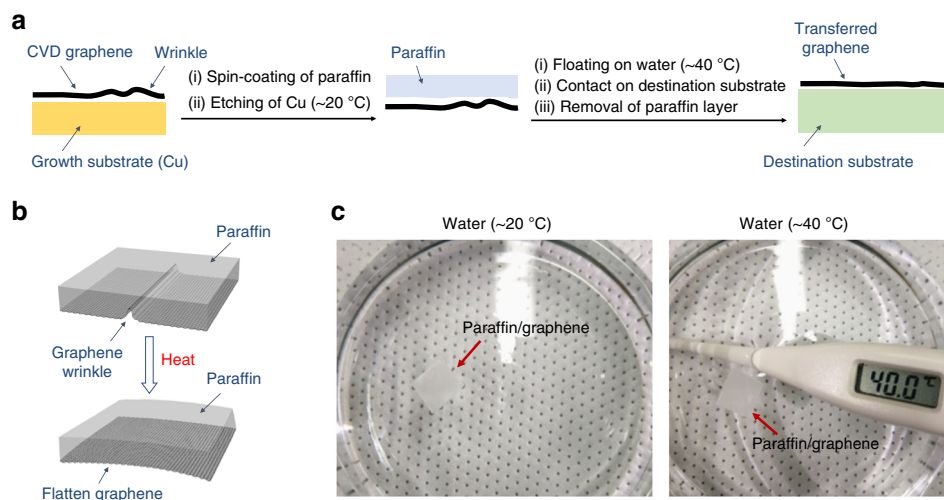 a
CVD graphene
Wrinkle
(i) Spin-coating of paraffin
(ii) Etching of Cu (~20 °C)
Growth substrate (Cu)
Paraffin
(i) Floating on water (~40 °C)
(ii) Contact on destination substrate
(iii) Removal of paraffin layer
Transferred
graphene
Destination substrate
b
Paraffin
Graphene
wrinkle
Heat
Paraffin
Flatten graphene
c
Water (~20 °C)
Paraffin/graphene
Water (~40 °C)
40.0°C
Paraffin/graphene